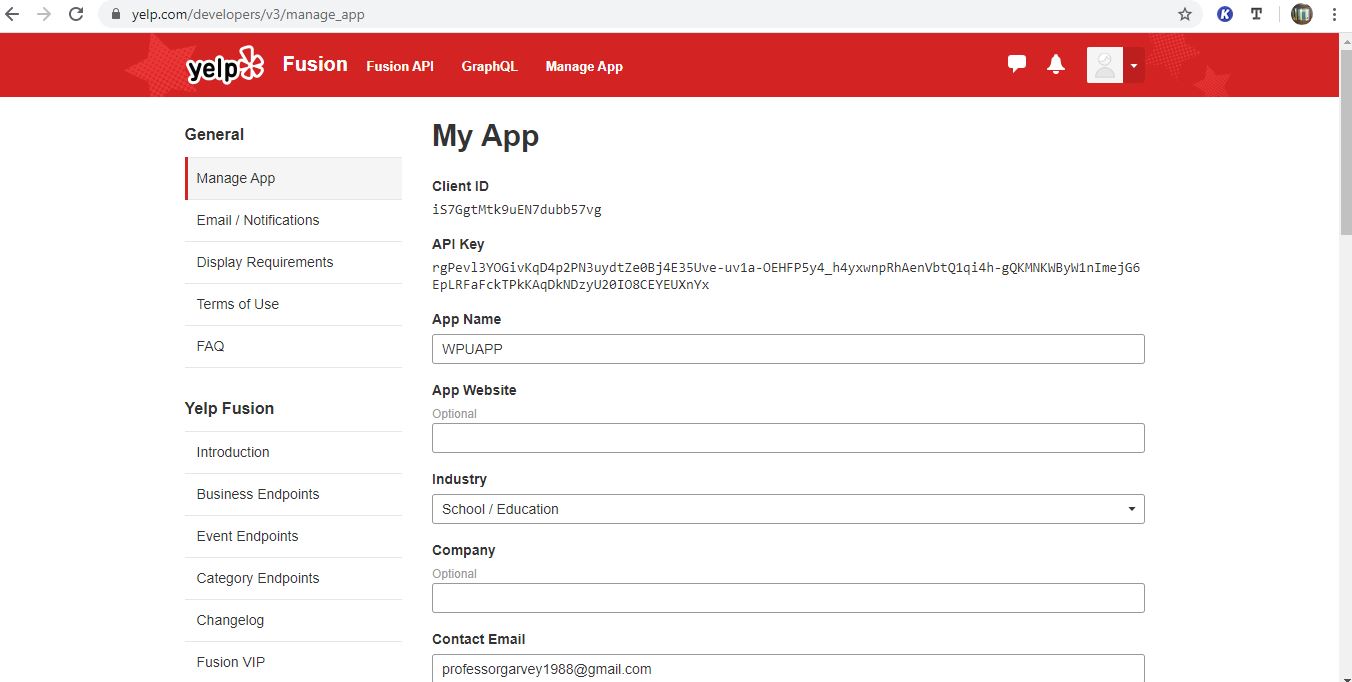 yelp.com/developers/v3/manage_app
yelp Fusion Fusion API GraphQL Manage App
General
Manage App
Email / Notifications
Display Requirements
Terms of Use
FAQ
Yelp Fusion
Introduction
Business Endpoints
Event Endpoints
Category Endpoints
Changelog
Fusion VIP
My App
Client ID
iS7GgtMtk9uEN7dubb57vg
API Key
rgPevl3YOGivKqD4p2PN3uydtZe0Bj4E35Uve-uv1a-OEHFP5y4_h4yxwnpRhAenVbtQ1qi4h-gQKMNKWByW1nImejG6
EpLRFaFckTPkKAqDkNDzyU20IO8CEYEUXnYx
App Name
WPUAPP
App Website
Optional
Industry
School / Education
Company
Optional
Contact Email
professorgarvey1988@gmail.com